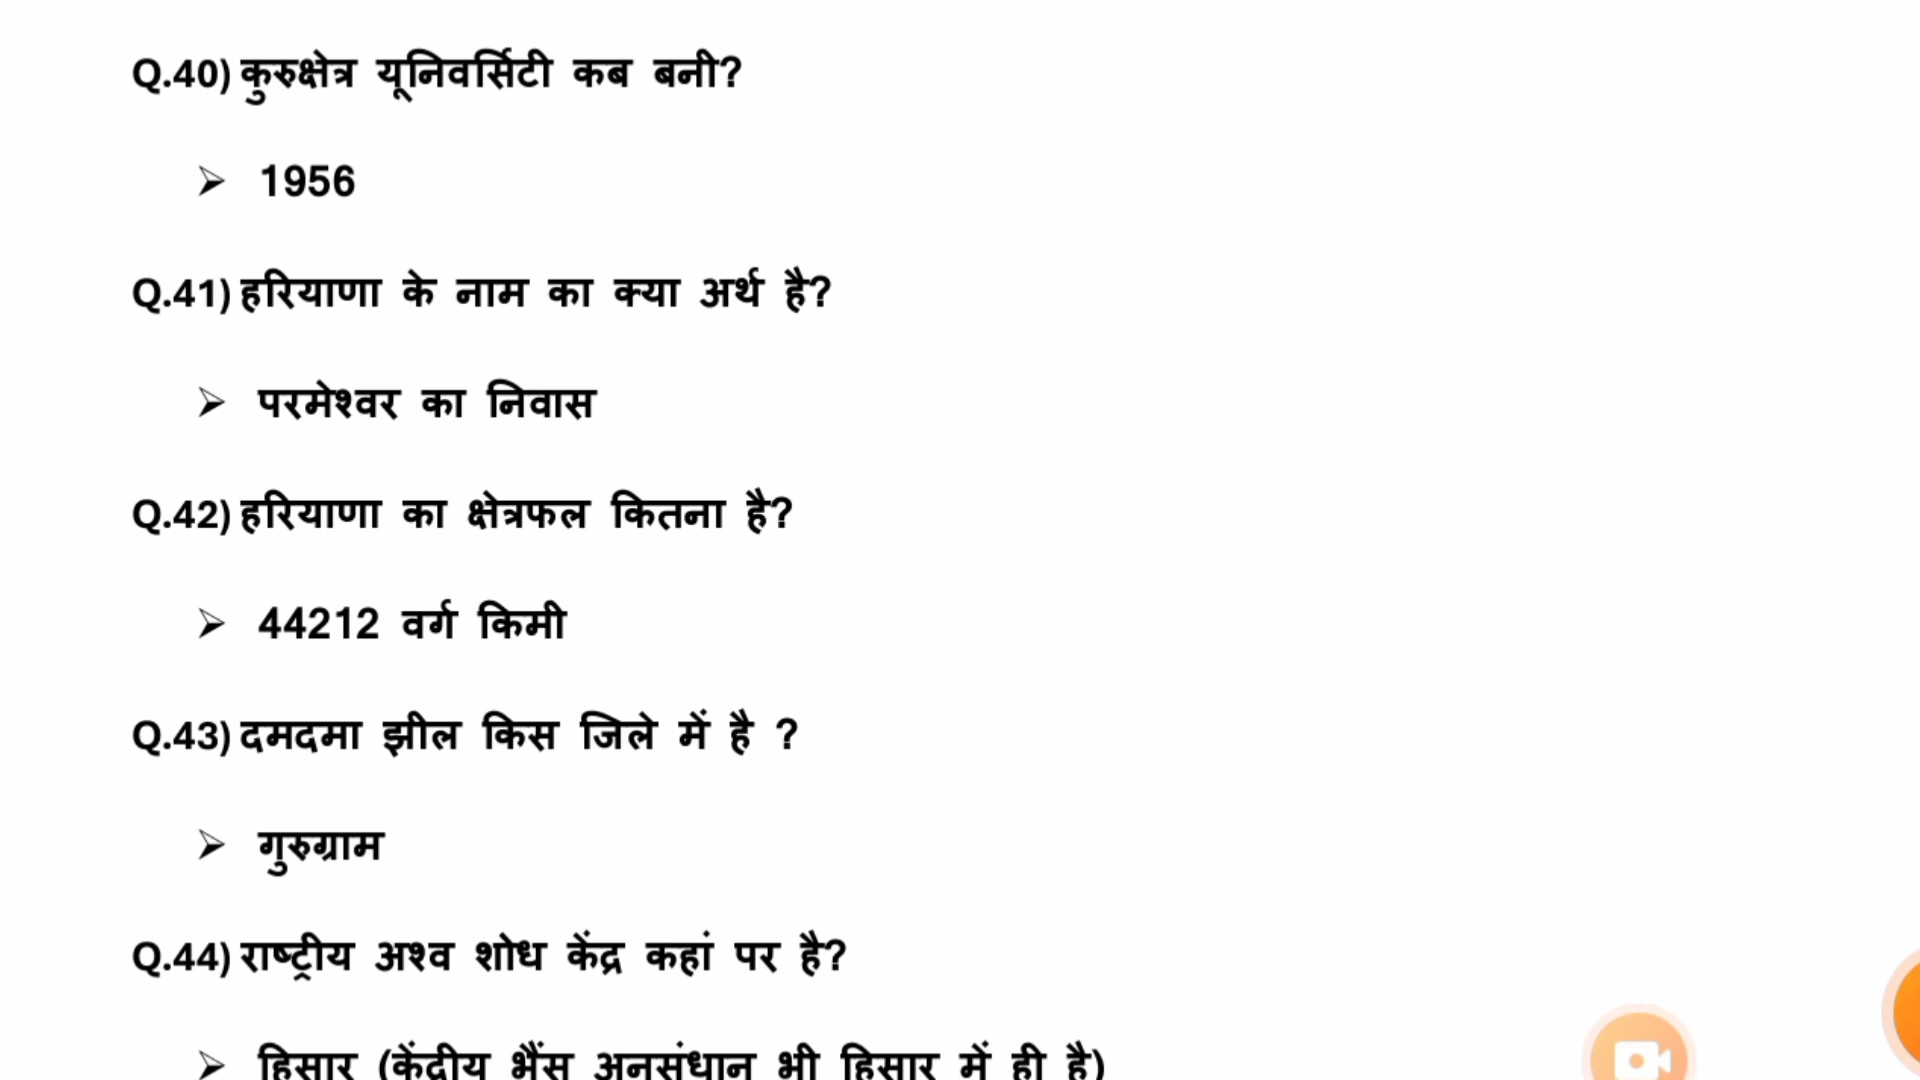 Q.40) कुरुक्षेत्र यूनिवर्सिटी कब बनी?
➢ 1956
Q.41) हरियाणा के नाम का क्या अर्थ है?
➢ परमेश्वर का निवास
Q.42) हरियाणा का क्षेत्रफल कितना है?
➢ 44212 वर्ग किमी
Q.43) दमदमा झील किस जिले में है ?
➢ गुरुग्राम
Q.44) राष्ट्रीय अश्व शोध केंद्र कहां पर है?
➢ हिसार (केंद्रीय भैंस अनुसंधान भी हिसार में ही है)